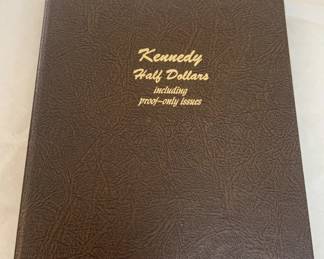 Kennedy
Half Dollars
including
proof-only issues